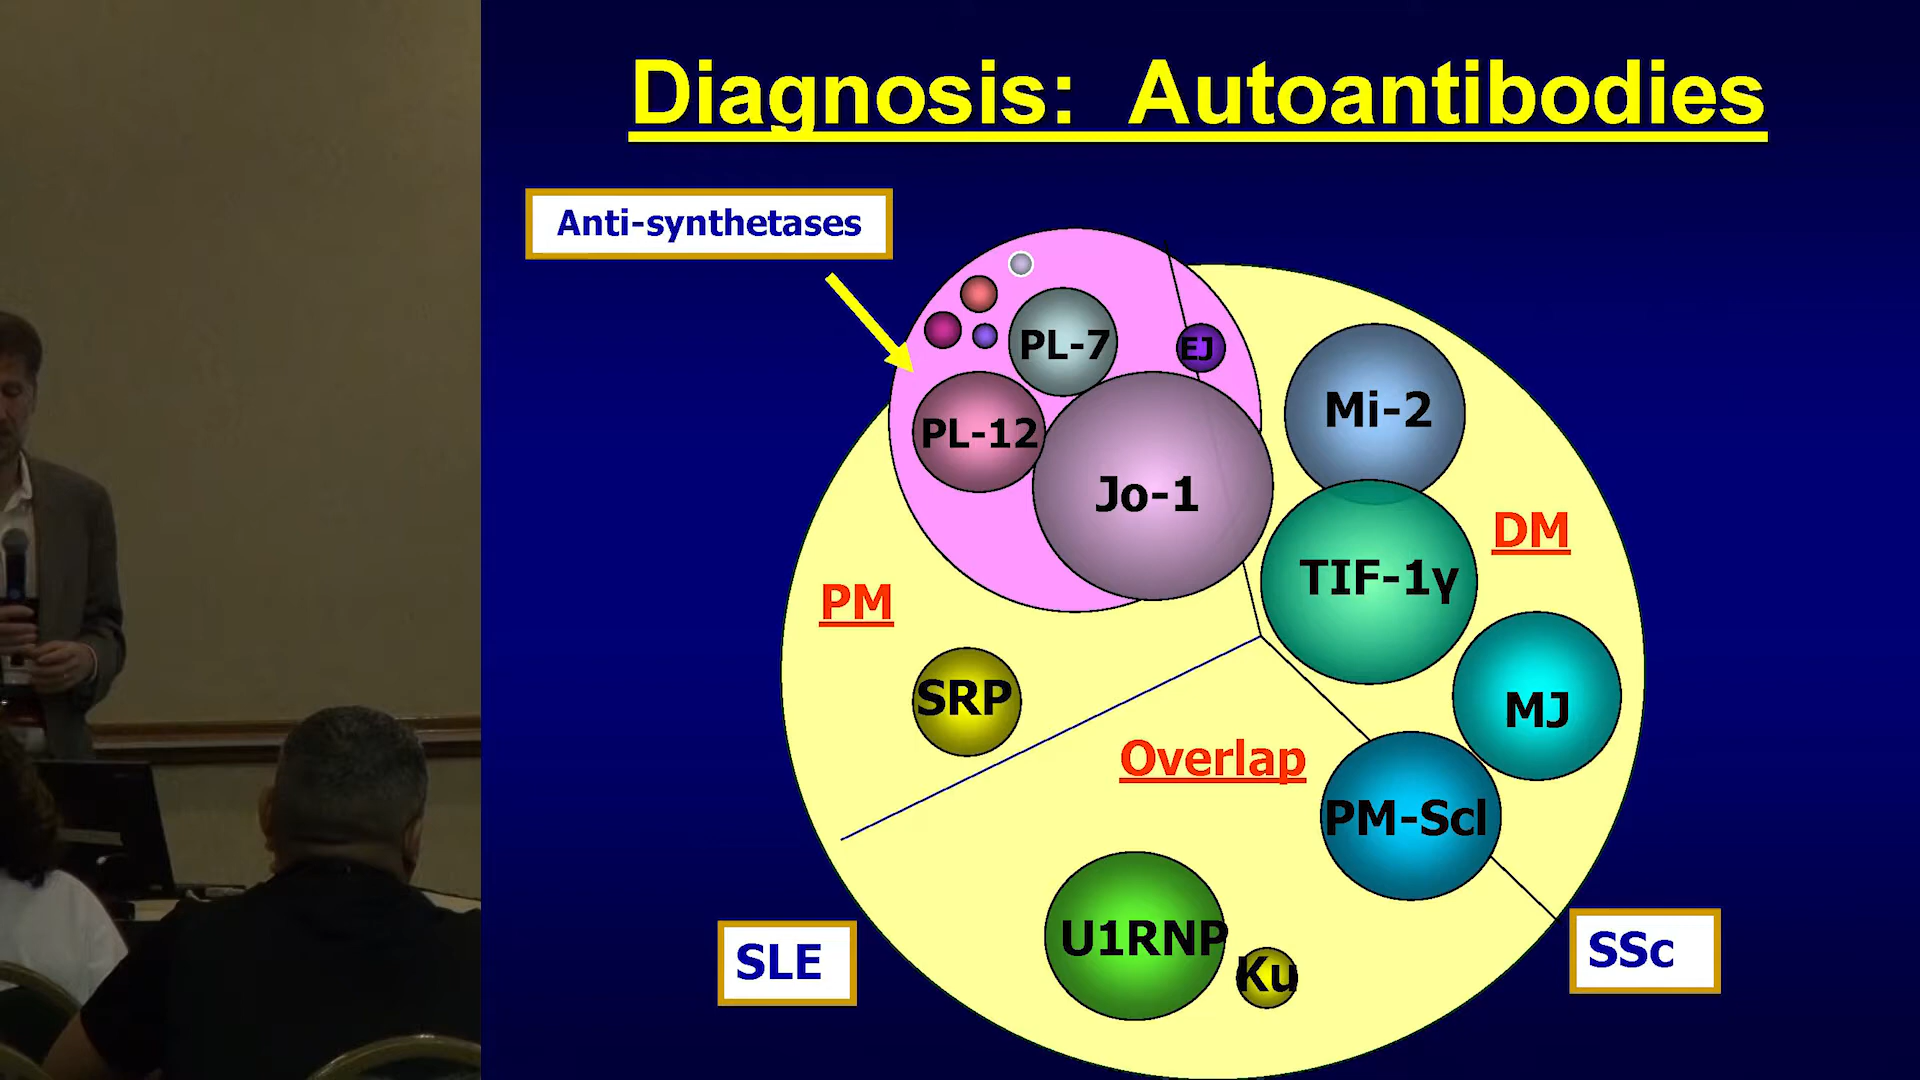 Diagnosis: Autoantibodies
Anti-synthetases
PL-7
EJ
PL-12
Mi-2
Jo-1
DM
TIF-1γ
PM
SRP
MJ
Overlap
PM-Scl
U1RNP
Ku
SLE
SSc